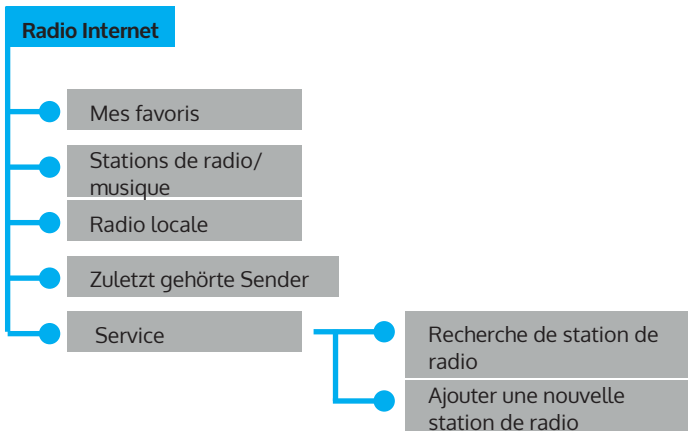 Radio Internet
Mes favoris
Stations de radio/
musique
Radio locale
Zuletzt gehörte Sender
Service
Recherche de station de
radio
Ajouter une nouvelle
station de radio